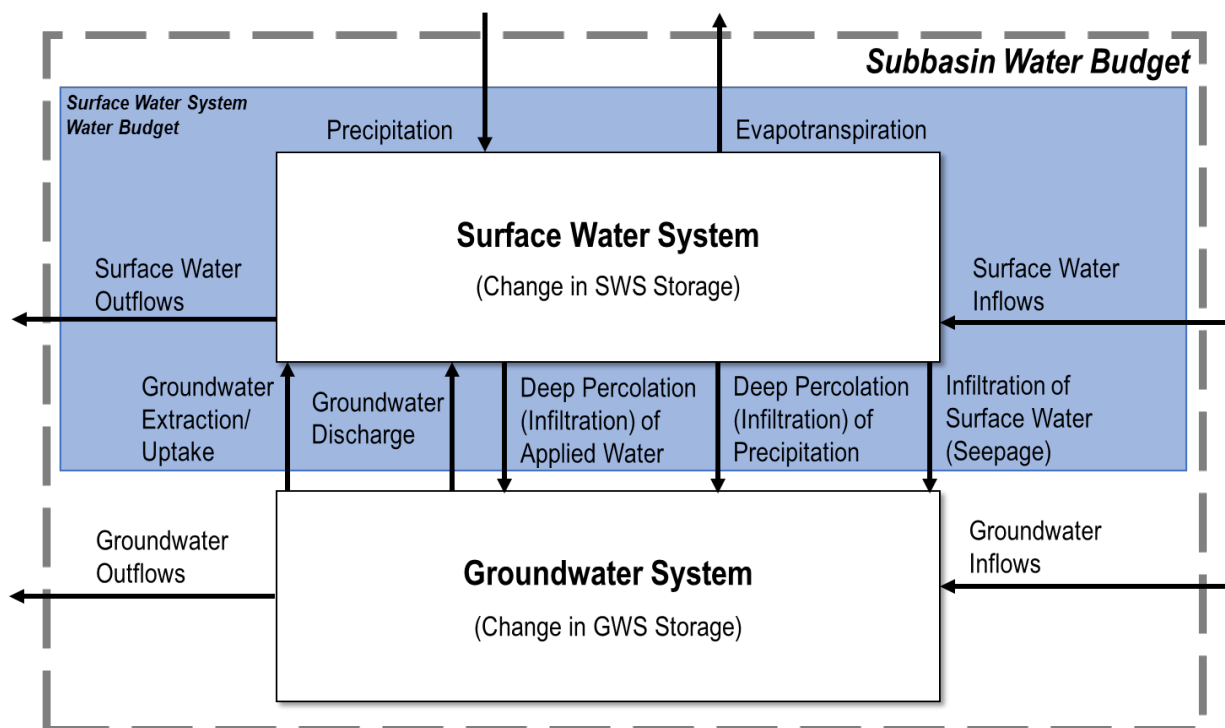 Subbasin Water Budget
Surface Water System
Water Budget
Precipitation
Evapotranspiration
Surface Water System
(Change in SWS Storage)
Surface Water
Outflows
Surface Water
Inflows
Groundwater
Extraction/
Uptake
Groundwater
Discharge
Deep Percolation
(Infiltration) of
Applied Water
Deep Percolation
(Infiltration) of
Precipitation
Infiltration of
Surface Water
(Seepage)
Groundwater
Outflows
Groundwater System
(Change in GWS Storage)
Groundwater
Inflows